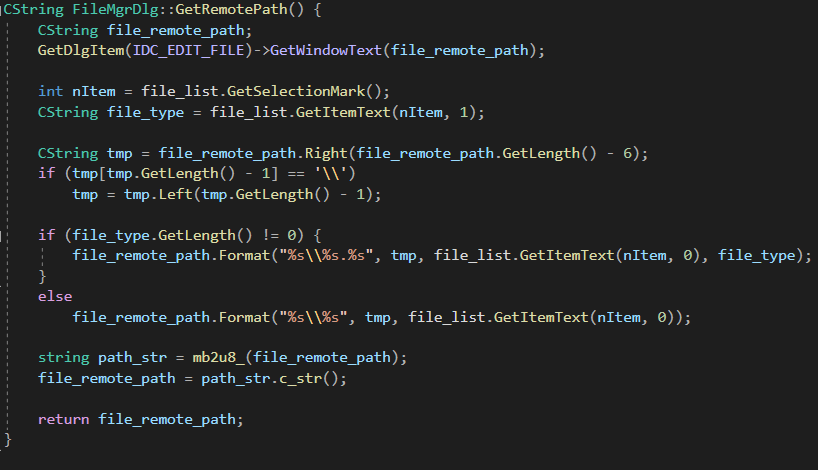 CString FileMgrDlg::GetRemotePath() {
    CString file_remote_path;
    GetDlgItem(IDC_EDIT_FILE)->GetWindowText(file_remote_path);

    int nItem = file_list.GetSelectionMark();
    CString file_type = file_list.GetItemText(nItem, 1);

    CString tmp = file_remote_path.Right(file_remote_path.GetLength() - 6);
    if (tmp[tmp.GetLength() - 1] == '\\')
        tmp = tmp.Left(tmp.GetLength() - 1);

    if (file_type.GetLength() != 0) {
        file_remote_path.Format("%s\\%s.%s", tmp, file_list.GetItemText(nItem, 0), file_type);
    }
    else
        file_remote_path.Format("%s\\%s", tmp, file_list.GetItemText(nItem, 0));

    string path_str = mb2u8_(file_remote_path);
    file_remote_path = path_str.c_str();

    return file_remote_path;
}